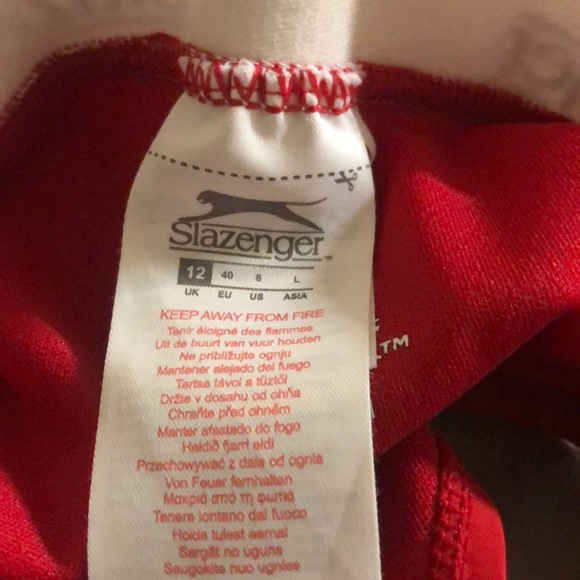 Slazenger
12 40 8 L
UK EU US ASIA
KEEP AWAY FROM FIRE
Tenir éloigné des flammes
Uit de buurt van vuur houden
Ne približujte ognju
Mantener alejado del fuego
Tartsa távol a tűztől
Držte v dosahu od ohňa
Chraňte před ohněm
Manter afastado do fogo
Haldið fjarri eldi
Przechowywać z dala od ognia
Von Feuer fernhalten
Μακριά από τη φωτιά
Tenere lontano dal fuoco
Hoida tulest eemal
Sargāt no uguns
Saugokite nuo ugnies
TM